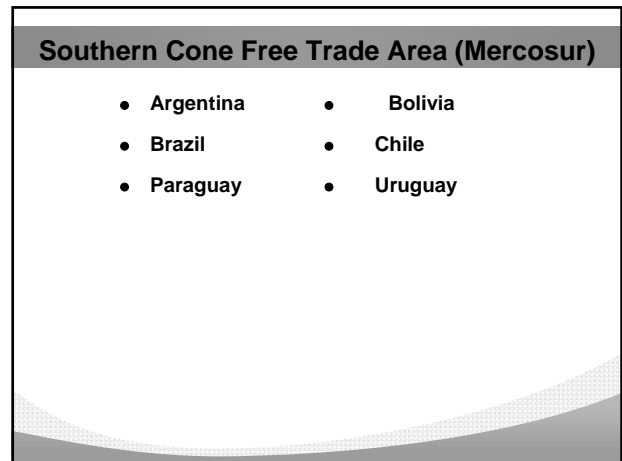 Southern Cone Free Trade Area (Mercosur)
● Argentina ● Bolivia
● Brazil ● Chile
● Paraguay ● Uruguay